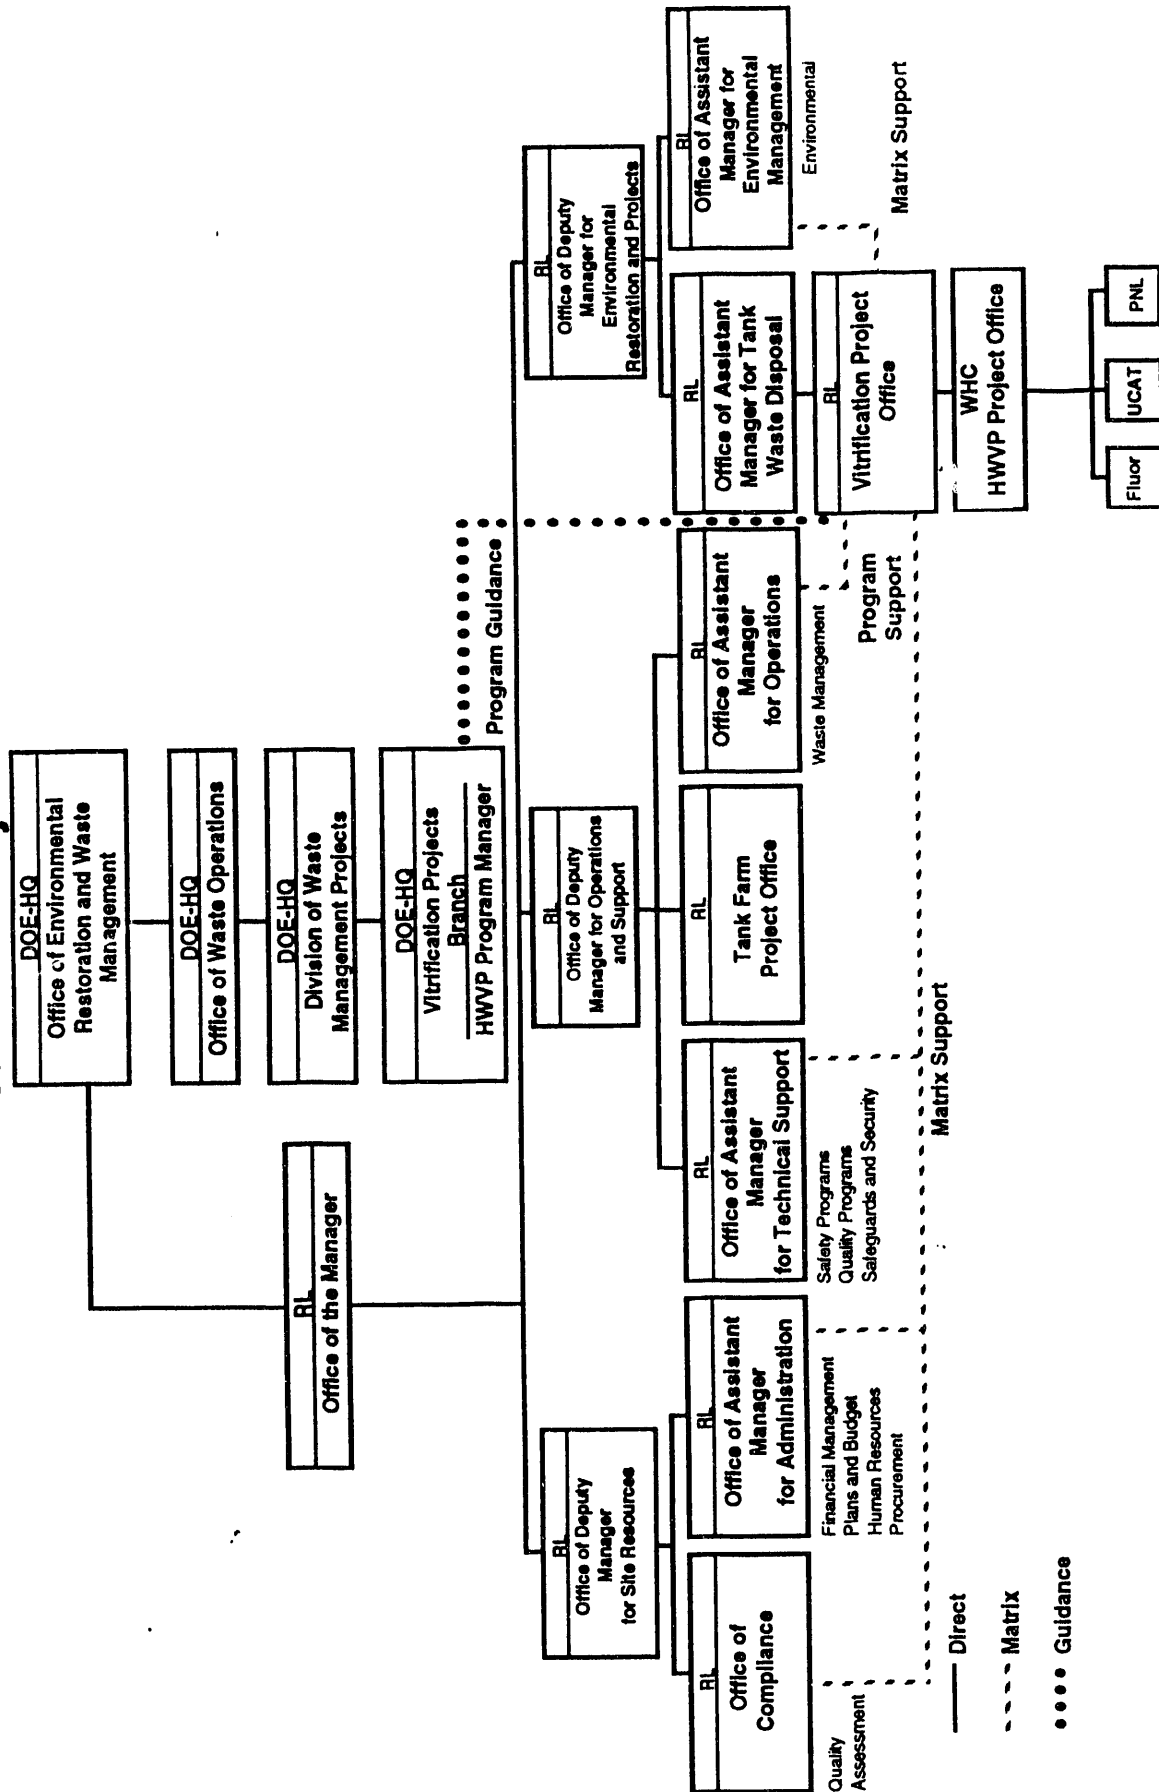 DOE-HQ
Office of Environmental
Restoration and Waste
Management
DOE-HQ
Office of Waste Operations
DOE-HQ
Division of Waste
Management Projects
DOE-HQ
Vitrification Projects
Branch
HWVP Program Manager
RL
Office of the Manager
Program Guidance
RL
Office of Deputy
Manager
for Site Resources
RL
Office of Deputy
Manager for Operations
and Support
RL
Office of Deputy
Manager for
Environmental
Restoration and Projects
RL
Office of
Compliance
Quality
Assessment
RL
Office of Assistant
Manager
for Administration
Financial Management
Plans and Budget
Human Resources
Procurement
RL
Office of Assistant
Manager
for Technical Support
Safety Programs
Quality Programs
Safeguards and Security
RL
Tank Farm
Project Office
RL
Office of Assistant
Manager
for Operations
Waste Management
RL
Office of Assistant
Manager for Tank
Waste Disposal
RL
Office of Assistant
Manager for
Environmental
Management
Environmental
Program
Support
RL
Vitrification Project
Office
Matrix Support
Matrix Support
WHC
HWVP Project Office
Fluor
UCAT
PNL
Direct
Matrix
Guidance